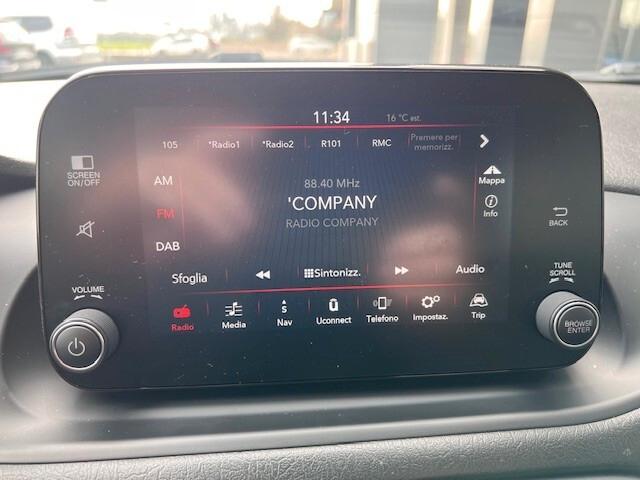 11:34
16 °C est.
105 *Radio1 *Radio2 R101 RMC Premere per
memorizz.
SCREEN
ON/OFF
AM
FM
DAB
88.40 MHz
'COMPANY
RADIO COMPANY
Mappa
Info
BACK
Sfoglia
Sintonizz.
Audio
VOLUME
TUNE
SCROLL
BROWSE
ENTER
S
Radio Media Nav Uconnect Telefono Impostaz. Trip